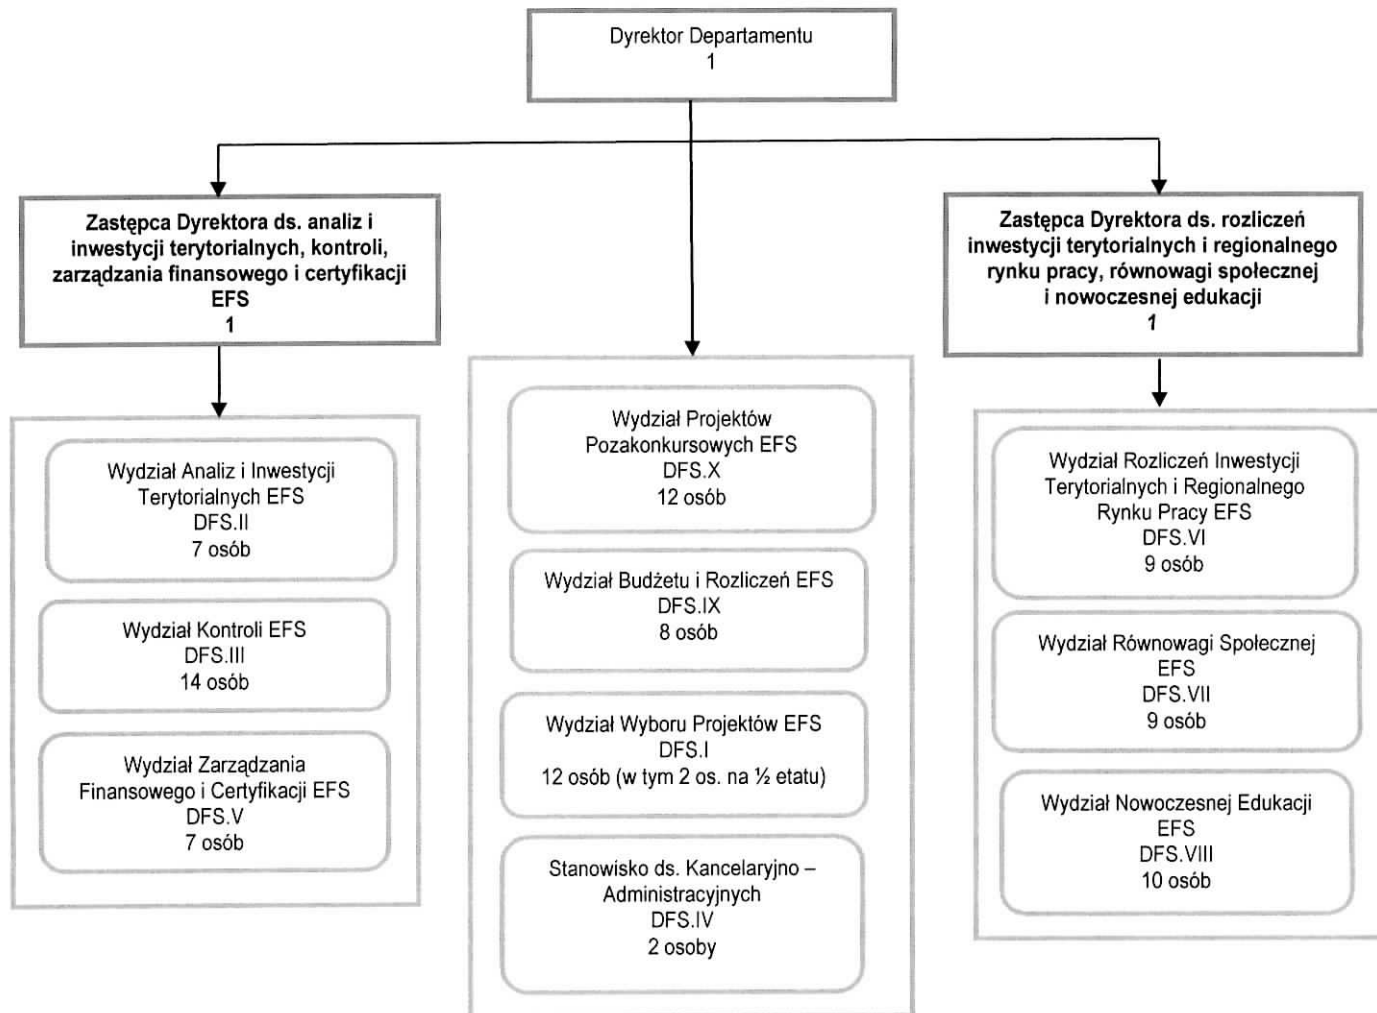 Dyrektor Departamentu
1
Zastępca Dyrektora ds. analiz i
inwestycji terytorialnych, kontroli,
zarządzania finansowego i certyfikacji
EFS
1
Wydział Analiz i Inwestycji
Terytorialnych EFS
DFS.II
7 osób
Wydział Kontroli EFS
DFS.III
14 osób
Wydział Zarządzania
Finansowego i Certyfikacji EFS
DFS.V
7 osób
Wydział Projektów
Pozakonkursowych EFS
DFS.X
12 osób
Wydział Budżetu i Rozliczeń EFS
DFS.IX
8 osób
Wydział Wyboru Projektów EFS
DFS.I
12 osób (w tym 2 os. na ½ etatu)
Stanowisko ds. Kancelaryjno –
Administracyjnych
DFS.IV
2 osoby
Zastępca Dyrektora ds. rozliczeń
inwestycji terytorialnych i regionalnego
rynku pracy, równowagi społecznej
i nowoczesnej edukacji
1
Wydział Rozliczeń Inwestycji
Terytorialnych i Regionalnego
Rynku Pracy EFS
DFS.VI
9 osób
Wydział Równowagi Społecznej
EFS
DFS.VII
9 osób
Wydział Nowoczesnej Edukacji
EFS
DFS.VIII
10 osób